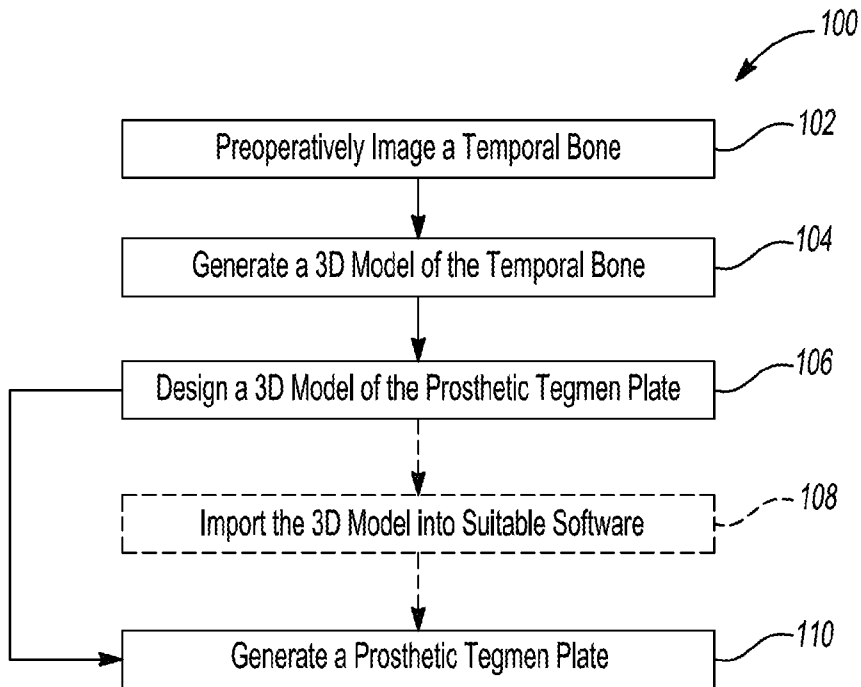 100
Preoperatively Image a Temporal Bone
102
Generate a 3D Model of the Temporal Bone
104
Design a 3D Model of the Prosthetic Tegmen Plate
106
Import the 3D Model into Suitable Software
108
Generate a Prosthetic Tegmen Plate
110